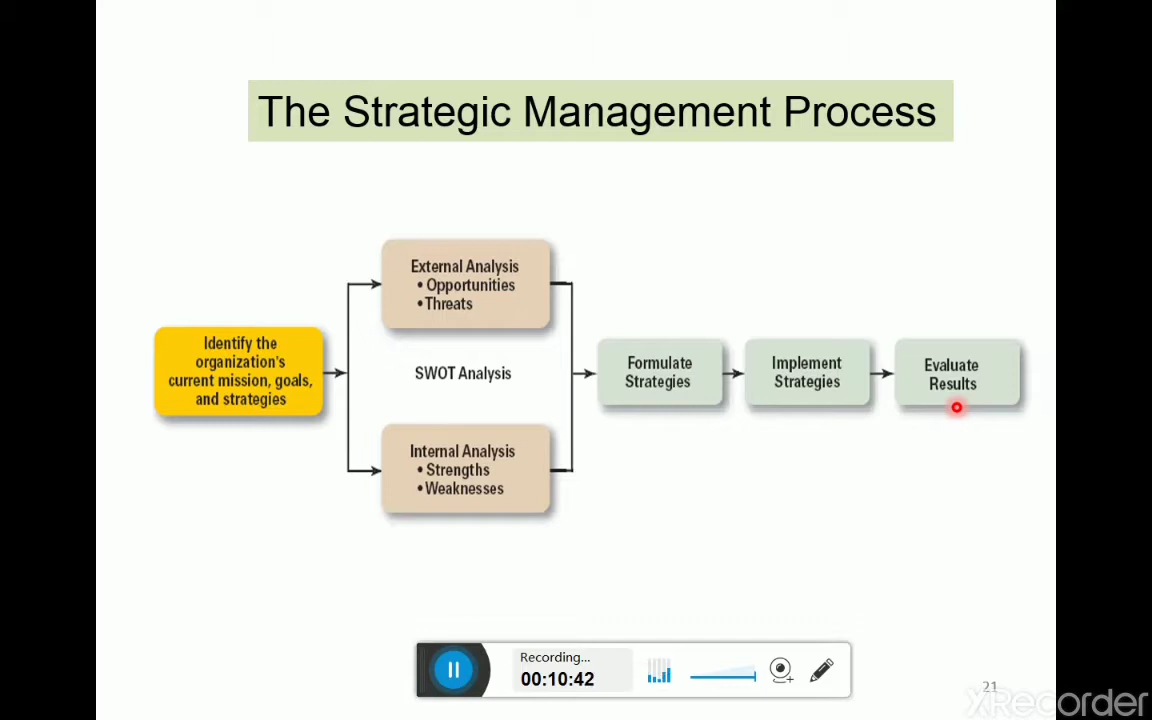 The Strategic Management Process
Identify the
organization's
current mission, goals,
and strategies
External Analysis
• Opportunities
• Threats
SWOT Analysis
Internal Analysis
• Strengths
• Weaknesses
Formulate
Strategies
Implement
Strategies
Evaluate
Results
Recording...
00:10:42
21
XRecorder